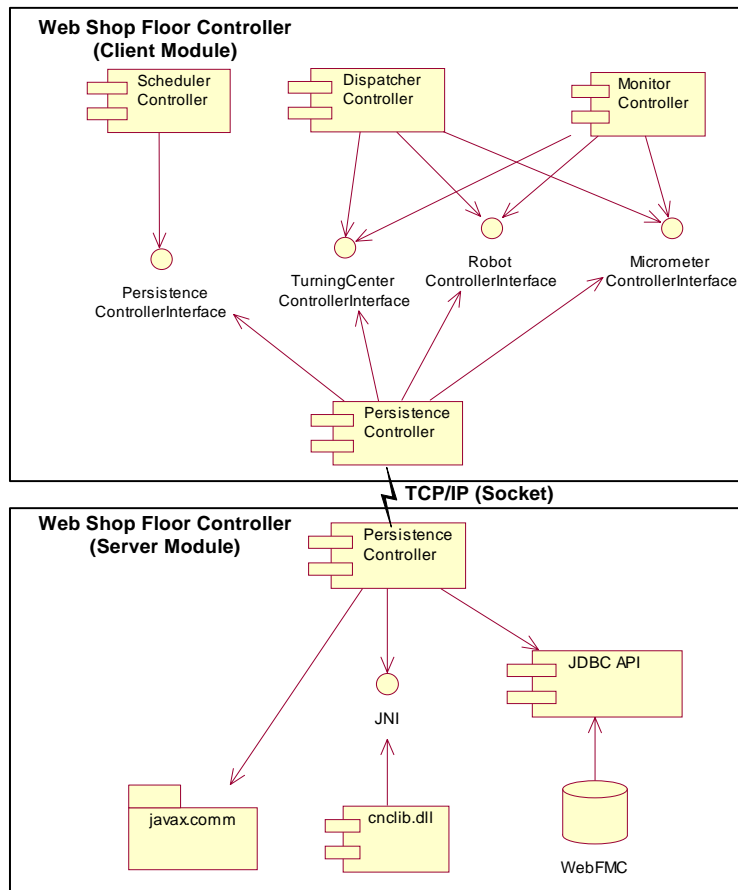 Web Shop Floor Controller
(Client Module)
Scheduler
Controller
Dispatcher
Controller
Monitor
Controller
Persistence
ControllerInterface
TurningCenter
ControllerInterface
Robot
ControllerInterface
Micrometer
ControllerInterface
Persistence
Controller
TCP/IP (Socket)
Web Shop Floor Controller
(Server Module)
Persistence
Controller
JDBC API
JNI
javax.comm
cnclib.dll
WebFMC